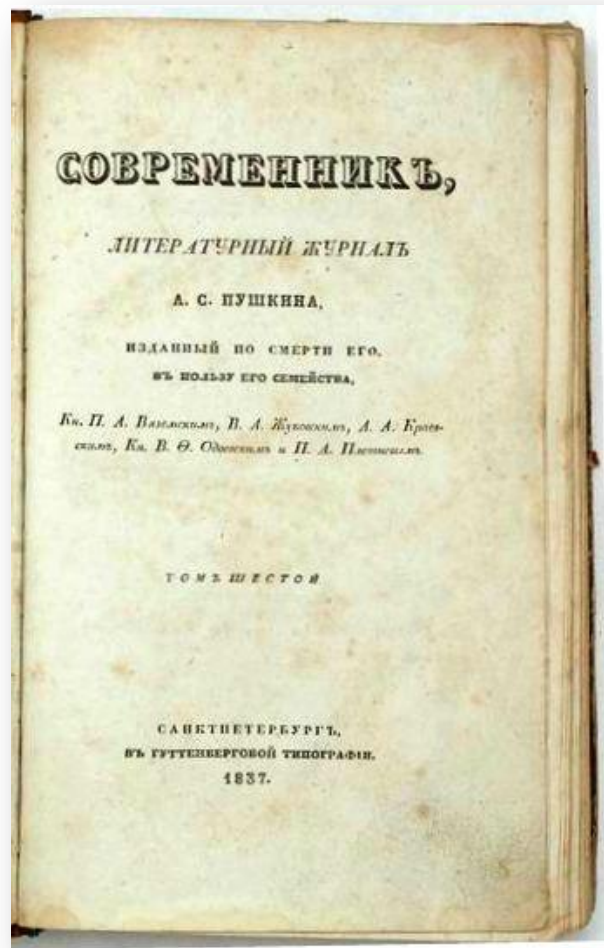 СОВРЕМЕННИКЪ,
ЛИТЕРАТУРНЫЙ ЖУРНАЛЪ
А. С. ПУШКИНА,
ИЗДАННЫЙ ПО СМЕРТИ ЕГО,
ВЪ ПОЛЬЗУ ЕГО СЕМЕЙСТВА,
Кн. П. А. Вяземскимъ, В. А. Жуковскимъ, А. А. Краев-
скимъ, Кн. В. Ѳ. Одоевскимъ и П. А. Плетневымъ
ТОМЪ ШЕСТОЙ
САНКТПЕТЕРБУРГЪ,
ВЪ ГУТТЕНБЕРГОВОЙ ТИПОГРАФІИ.
1837.